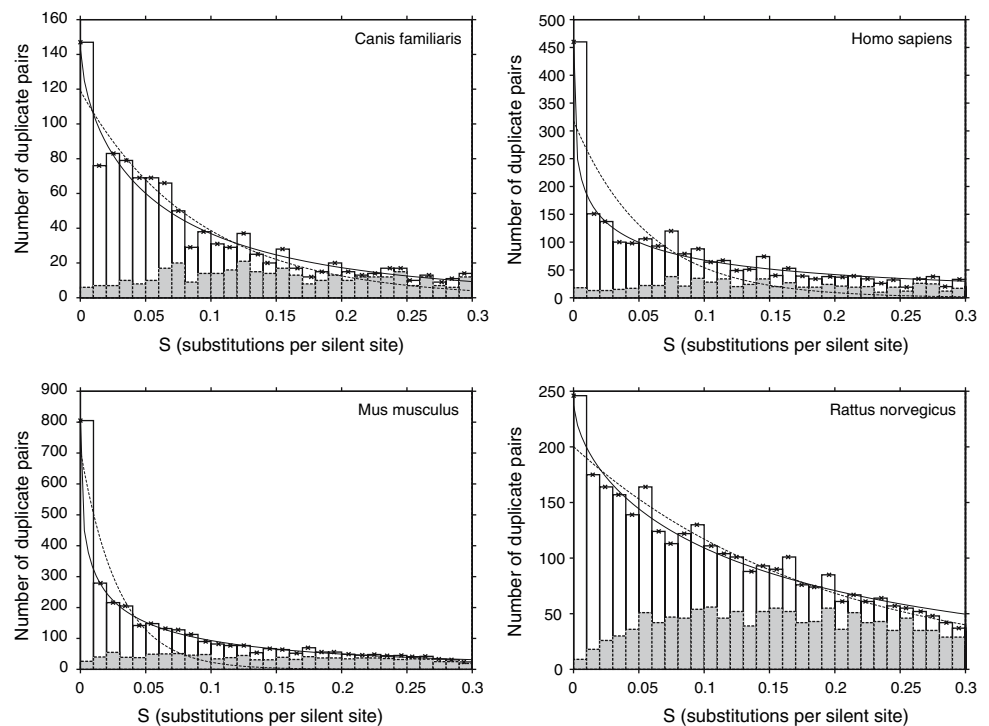 Canis familiaris
Number of duplicate pairs
160
140
120
100
80
60
40
20
0
0 0.05 0.1 0.15 0.2 0.25 0.3
S (substitutions per silent site)
Homo sapiens
Number of duplicate pairs
500
450
400
350
300
250
200
150
100
50
0
0 0.05 0.1 0.15 0.2 0.25 0.3
S (substitutions per silent site)
Mus musculus
Number of duplicate pairs
900
800
700
600
500
400
300
200
100
0
0 0.05 0.1 0.15 0.2 0.25 0.3
S (substitutions per silent site)
Rattus norvegicus
Number of duplicate pairs
250
200
150
100
50
0
0 0.05 0.1 0.15 0.2 0.25 0.3
S (substitutions per silent site)